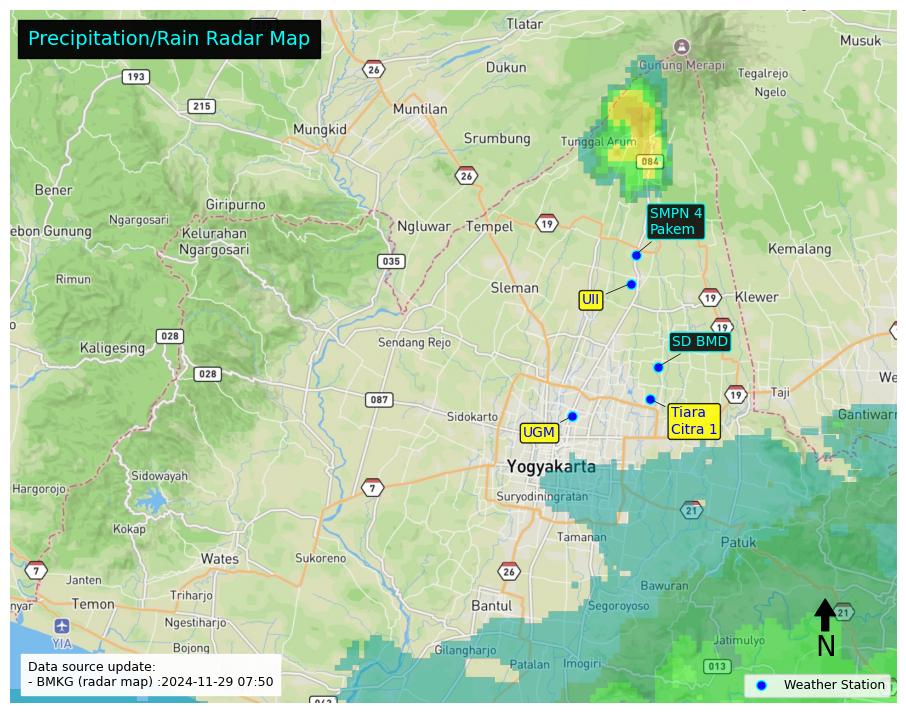 Precipitation/Rain Radar Map
Tlatar
Musuk
26
Dukun
Gunung Merapi
Tegalrejo
193
Ngelo
215
Muntilan
Mungkid
Srumbung
Tunggal Arum
084
26
Bener
Giripurno
SMPN 4
Pakem
Ngargosari
Ngluwar
Tempel
19
ebon Gunung
Kelurahan
Ngargosari
Kemalang
035
Rimun
Sleman
UII
19
Klewer
19
028
Sendang Rejo
SD BMD
Kaligesing
028
We
087
19
Taji
Sidokarto
Tiara
Citra 1
Gantiwarn
UGM
Yogyakarta
Sidowayah
Hargorojo
7
Suryodiningratan
21
Kokap
Tamanan
Patuk
Wates
Sukoreno
7
Janten
26
Bawuran
Triharjo
nyar
Temon
Bantul
Segoroyoso
21
Ngestiharjo
YIA
N
Bojong
Jatimulyo
Gilangharjo
Patalan
Imogiri
013
Data source update:
- BMKG (radar map) :2024-11-29 07:50
Weather Station